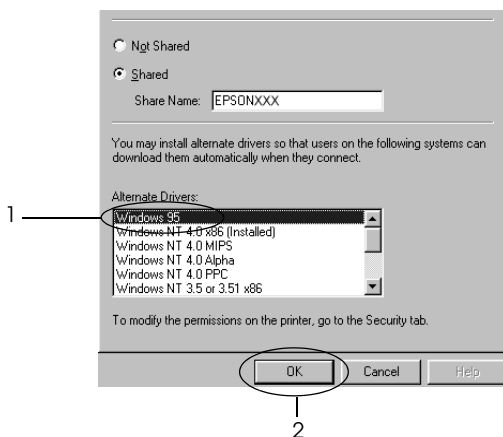 Not Shared
Shared
Share Name: EPSONXXX
You may install alternate drivers so that users on the following systems can
download them automatically when they connect.
Alternate Drivers:
1
Windows 95
Windows NT 4.0 x86 (Installed)
Windows NT 4.0 MIPS
Windows NT 4.0 Alpha
Windows NT 4.0 PPC
Windows NT 3.5 or 3.51 x86
To modify the permissions on the printer, go to the Security tab.
OK Cancel Help
2